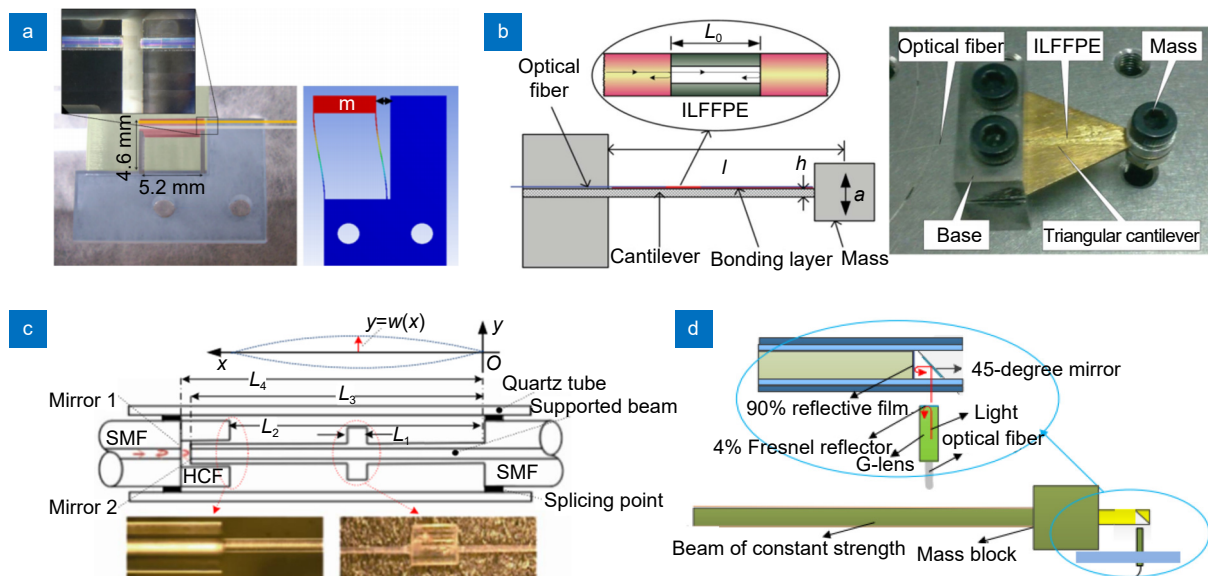 a
4.6 mm
5.2 mm
m
b
L0
Optical
fiber
ILFFPE
l
h
a
Cantilever
Bonding layer
Mass
Optical fiber
ILFFPE
Mass
Base
Triangular cantilever
c
y=w(x)
y
x
O
L4
L3
Quartz tube
Mirror 1
Supported beam
L2
L1
SMF
HCF
SMF
Mirror 2
Splicing point
d
45-degree mirror
90% reflective film
Light
4% Fresnel reflector
optical fiber
G-lens
Beam of constant strength
Mass block